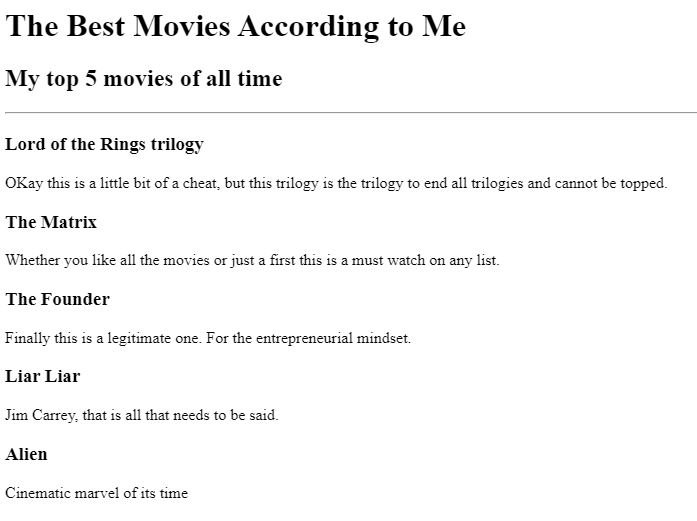 The Best Movies According to Me
My top 5 movies of all time
Lord of the Rings trilogy
OKay this is a little bit of a cheat, but this trilogy is the trilogy to end all trilogies and cannot be topped.
The Matrix
Whether you like all the movies or just a first this is a must watch on any list.
The Founder
Finally this is a legitimate one. For the entrepreneurial mindset.
Liar Liar
Jim Carrey, that is all that needs to be said.
Alien
Cinematic marvel of its time